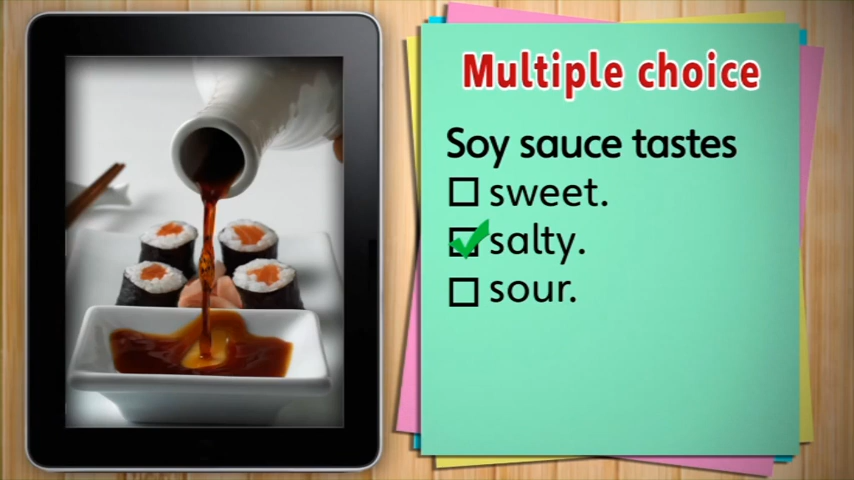 Multiple choice
Soy sauce tastes
sweet.
salty.
sour.